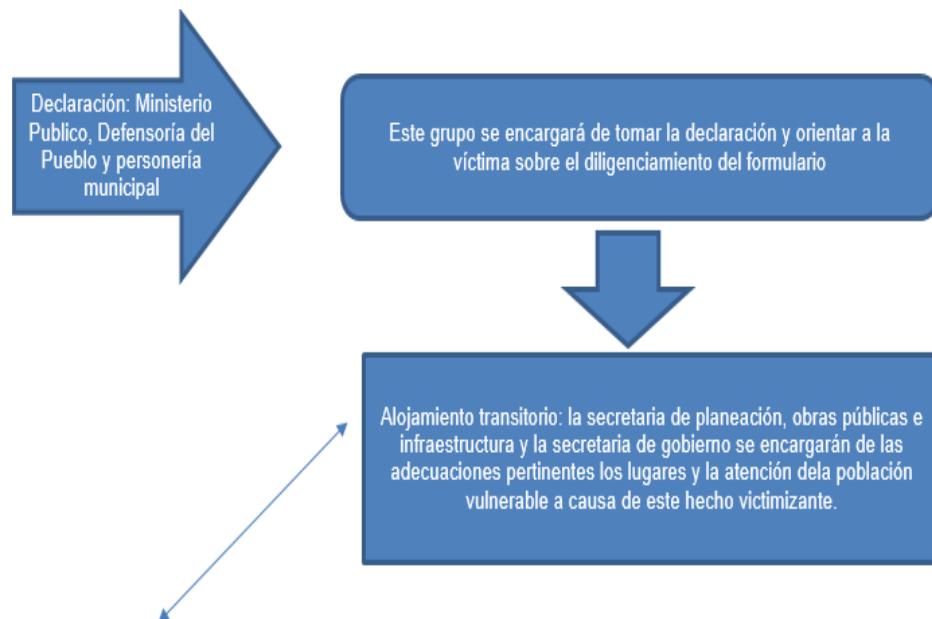 Declaración: Ministerio
Publico, Defensoría del
Pueblo y personería
municipal
Este grupo se encargará de tomar la declaración y orientar a la
víctima sobre el diligenciamiento del formulario
Alojamiento transitorio: la secretaria de planeación, obras públicas e
infraestructura y la secretaria de gobierno se encargarán de las
adecuaciones pertinentes los lugares y la atención dela población
vulnerable a causa de este hecho victimizante.